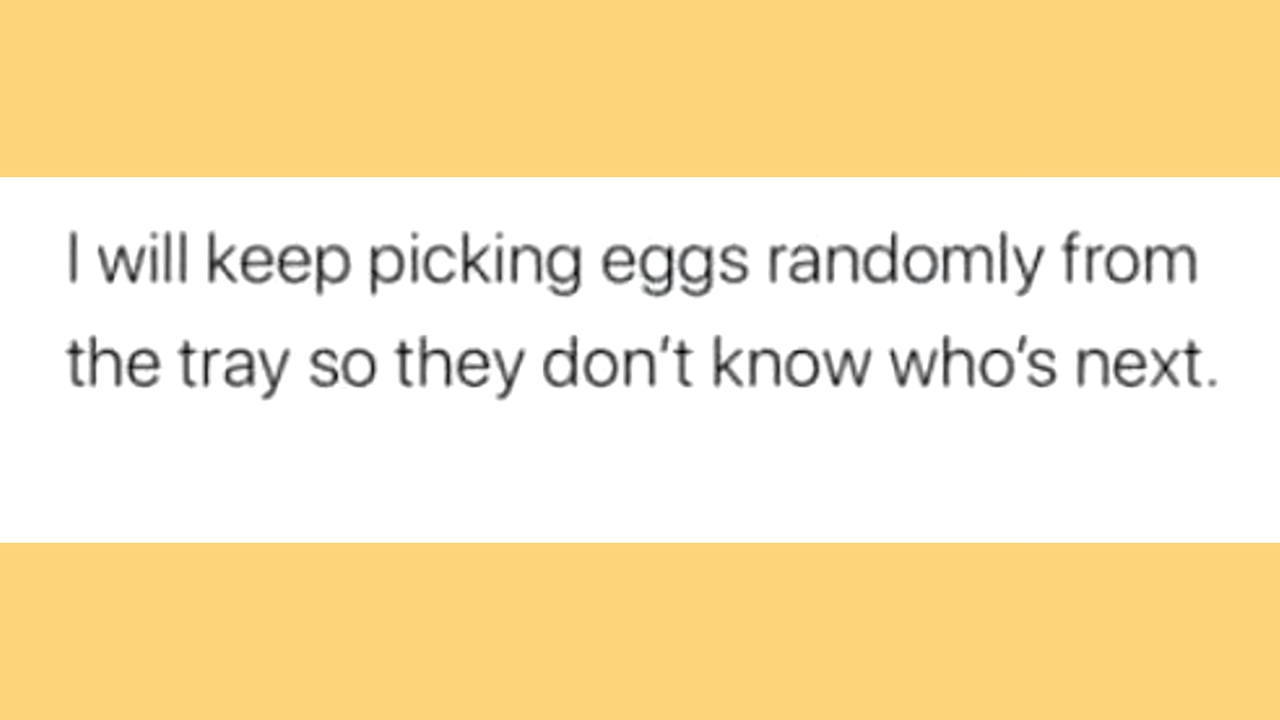 I will keep picking eggs randomly from
the tray so they don’t know who’s next.